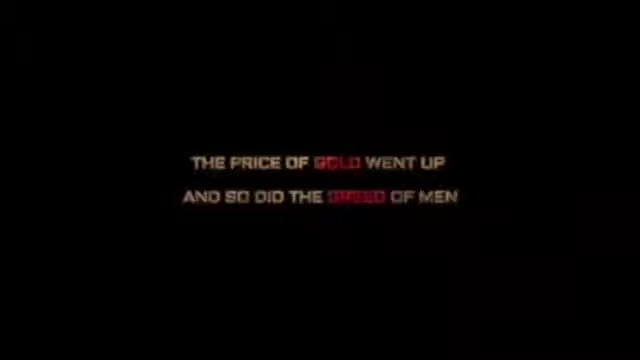 THE PRICE OF GOLD WENT UP
AND SO DID THE GREED OF MEN